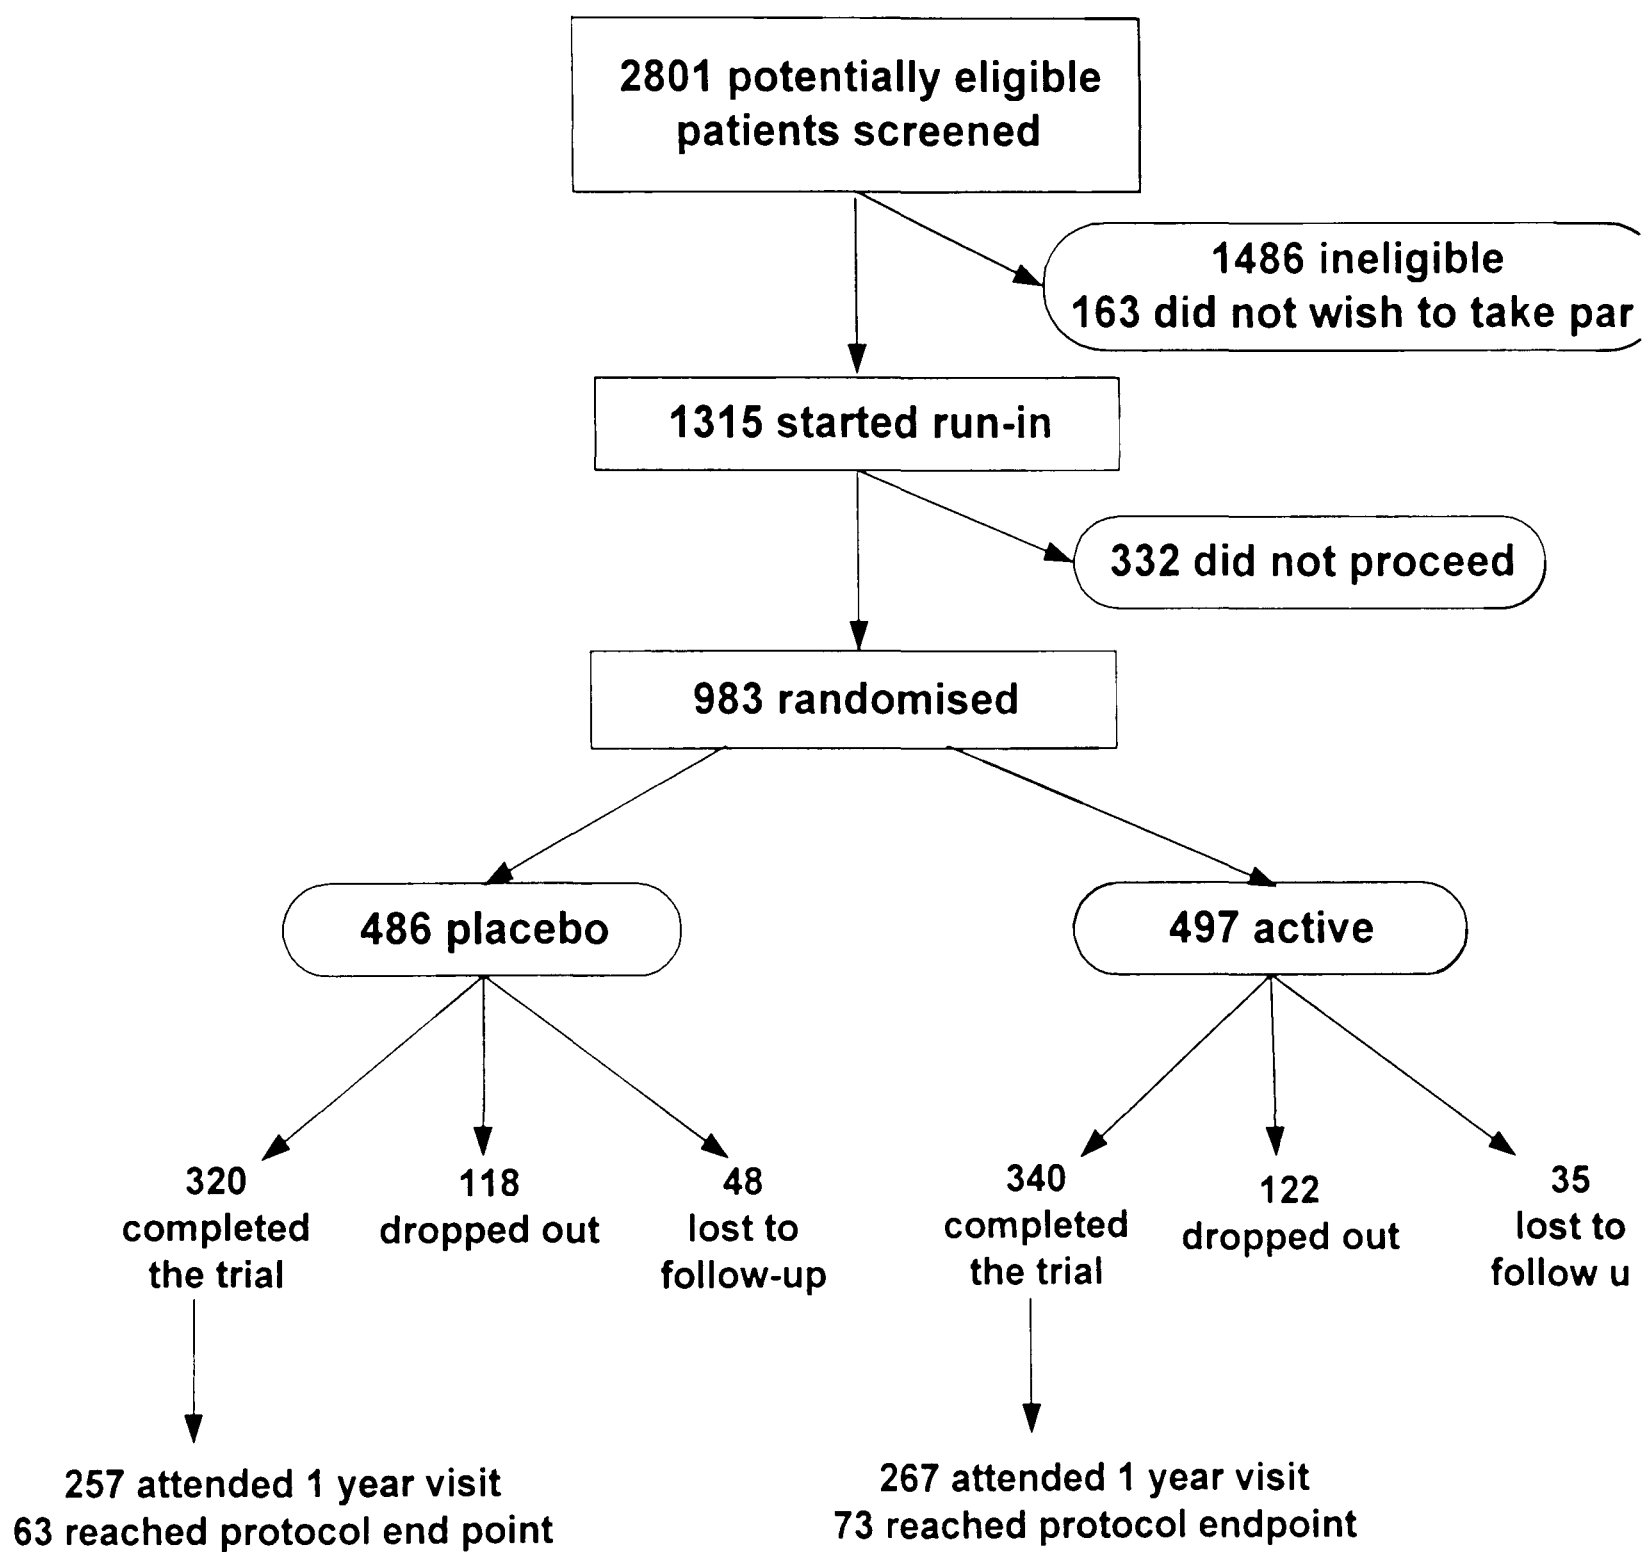 2801 potentially eligible
patients screened
1486 ineligible
163 did not wish to take par
1315 started run-in
332 did not proceed
983 randomised
486 placebo
497 active
320
completed
the trial
118
dropped out
48
lost to
follow-up
340
completed
the trial
122
dropped out
35
lost to
follow u
257 attended 1 year visit
63 reached protocol end point
267 attended 1 year visit
73 reached protocol endpoint